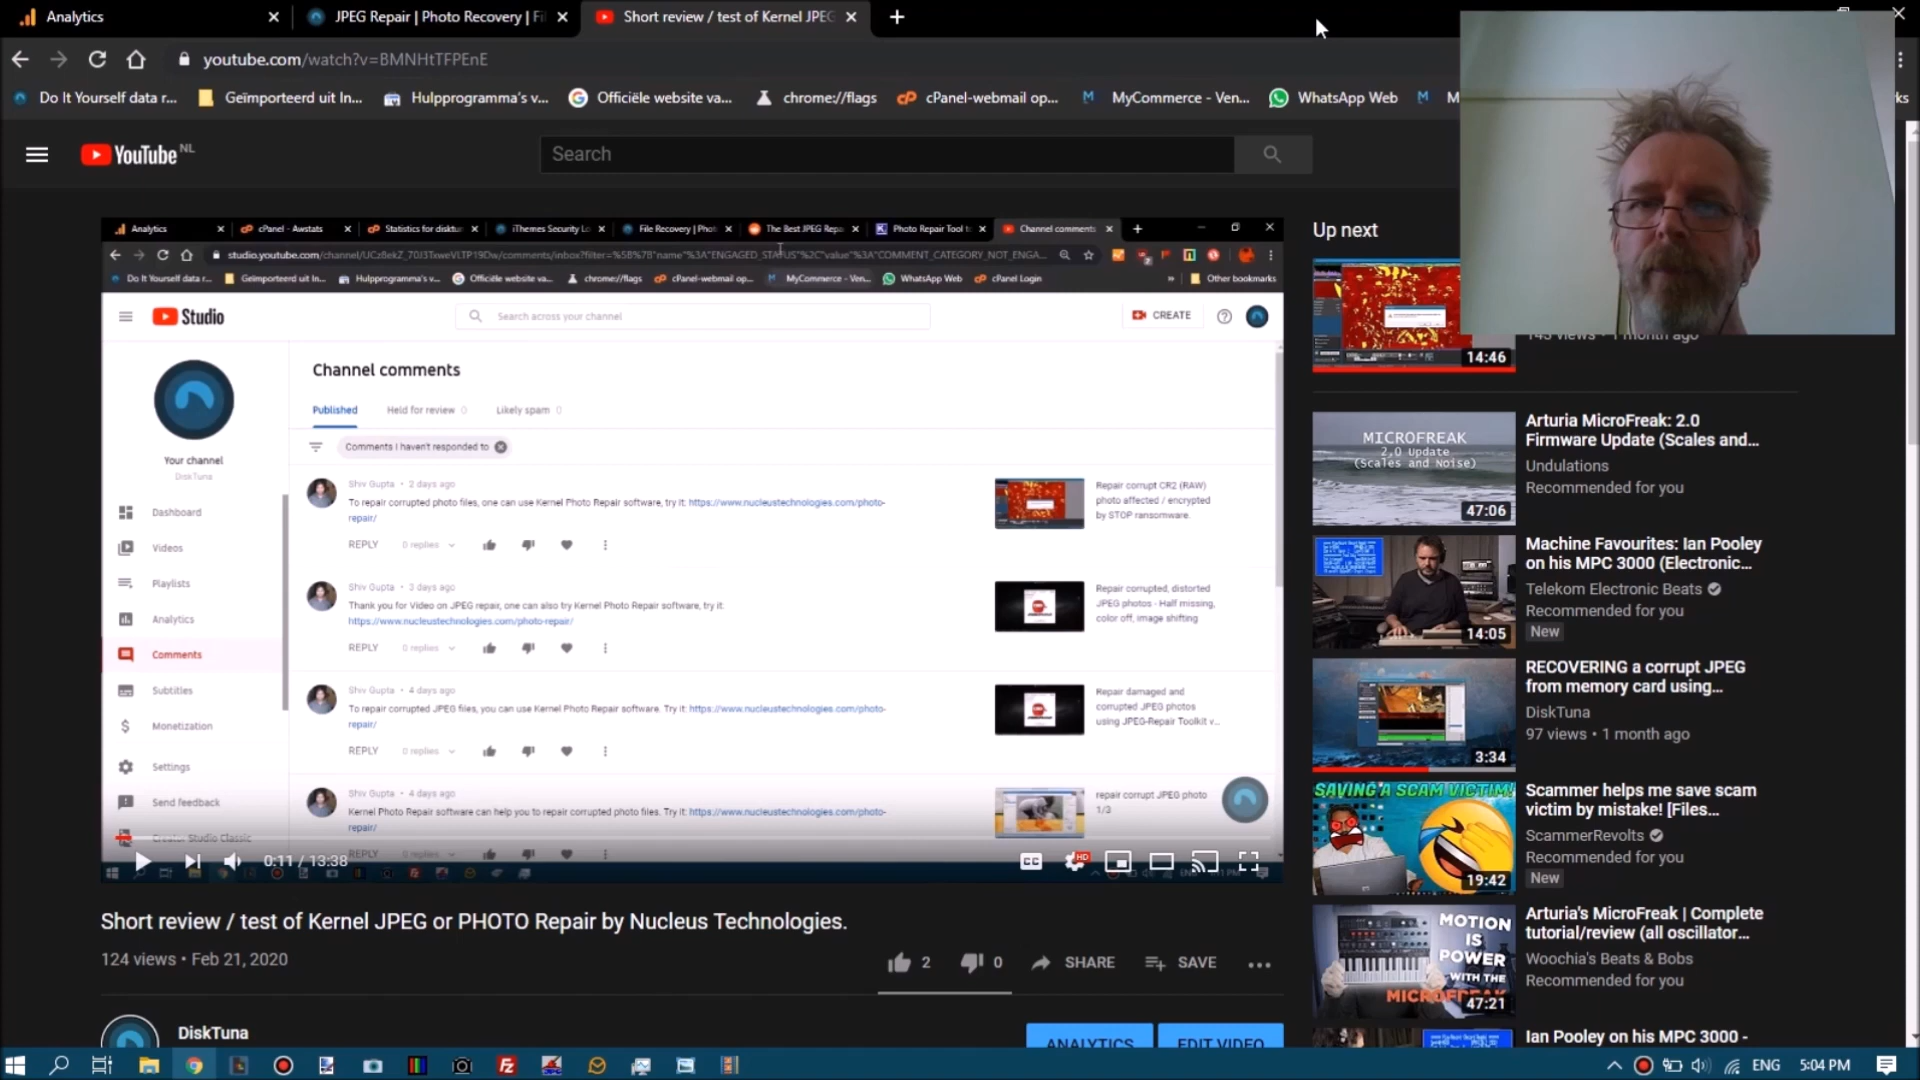 Analytics
JPEG Repair | Photo Recovery | Fi
Short review / test of Kernel JPEG
youtube.com/watch?v=BMNHtTFPEnE
Do It Yourself data r...
Geïmporteerd uit In...
Hulpprogramma's v...
Officiële website va...
chrome://flags
cPanel-webmail op...
MyCommerce - Ven...
WhatsApp Web
YouTube NL
Search
Analytics
cPanel - Awstats
Statistics for disktun
iThemes Security Lo
File Recovery | Phot
The Best JPEG Repa
Photo Repair Tool t
Channel comments
Do It Yourself data r...
Geïmporteerd uit In...
Hulpprogramma's v...
Officiële website va...
chrome://flags
cPanel-webmail op...
MyCommerce - Ven...
WhatsApp Web
cPanel Login
Other bookmarks
Studio
Search across your channel
CREATE
Your channel
DiskTuna
Dashboard
Videos
Playlists
Analytics
Comments
Subtitles
Monetization
Settings
Send feedback
Creator Studio Classic
Channel comments
Published
Held for review 0
Likely spam 0
Comments I haven't responded to
Shiv Gupta • 2 days ago
To repair corrupted photo files, one can use Kernel Photo Repair software, try it: https://www.nucleustechnologies.com/photo-
repair/
REPLY 0 replies
Repair corrupt CR2 (RAW)
photo affected / encrypted
by STOP ransomware.
Shiv Gupta • 3 days ago
Thank you for Video on JPEG repair, one can also try Kernel Photo Repair software, try it:
https://www.nucleustechnologies.com/photo-repair/
REPLY 0 replies
Repair corrupted, distorted
JPEG photos - Half missing,
color off, image shifting
Shiv Gupta • 4 days ago
To repair corrupted JPEG files, you can use Kernel Photo Repair software. Try it: https://www.nucleustechnologies.com/photo-
repair/
REPLY 0 replies
Repair damaged and
corrupted JPEG photos
using JPEG-Repair Toolkit v...
Shiv Gupta • 4 days ago
Kernel Photo Repair software can help you to repair corrupted photo files. Try it: https://www.nucleustechnologies.com/photo-
repair/
REPLY 0 replies
repair corrupt JPEG photo
1/3
0:11 / 13:38
CC
HD
Short review / test of Kernel JPEG or PHOTO Repair by Nucleus Technologies.
124 views • Feb 21, 2020
2
0
SHARE
SAVE
DiskTuna
ANALYTICS
EDIT VIDEO
Up next
14:46
MICROFREAK
2,0 Update
(Scales and Noise)
47:06
Arturia MicroFreak: 2.0
Firmware Update (Scales and...
Undulations
Recommended for you
14:05
Machine Favourites: Ian Pooley
on his MPC 3000 (Electronic...
Telekom Electronic Beats
Recommended for you
New
3:34
RECOVERING a corrupt JPEG
from memory card using...
DiskTuna
97 views • 1 month ago
SAVING A SCAM VICTIM!
19:42
Scammer helps me save scam
victim by mistake! [Files...
ScammerRevolts
Recommended for you
New
MOTION
IS
POWER
WITH THE
MICROFREAK
47:21
Arturia's MicroFreak | Complete
tutorial/review (all oscillator...
Woochia's Beats & Bobs
Recommended for you
Ian Pooley on his MPC 3000 -
ENG
5:04 PM